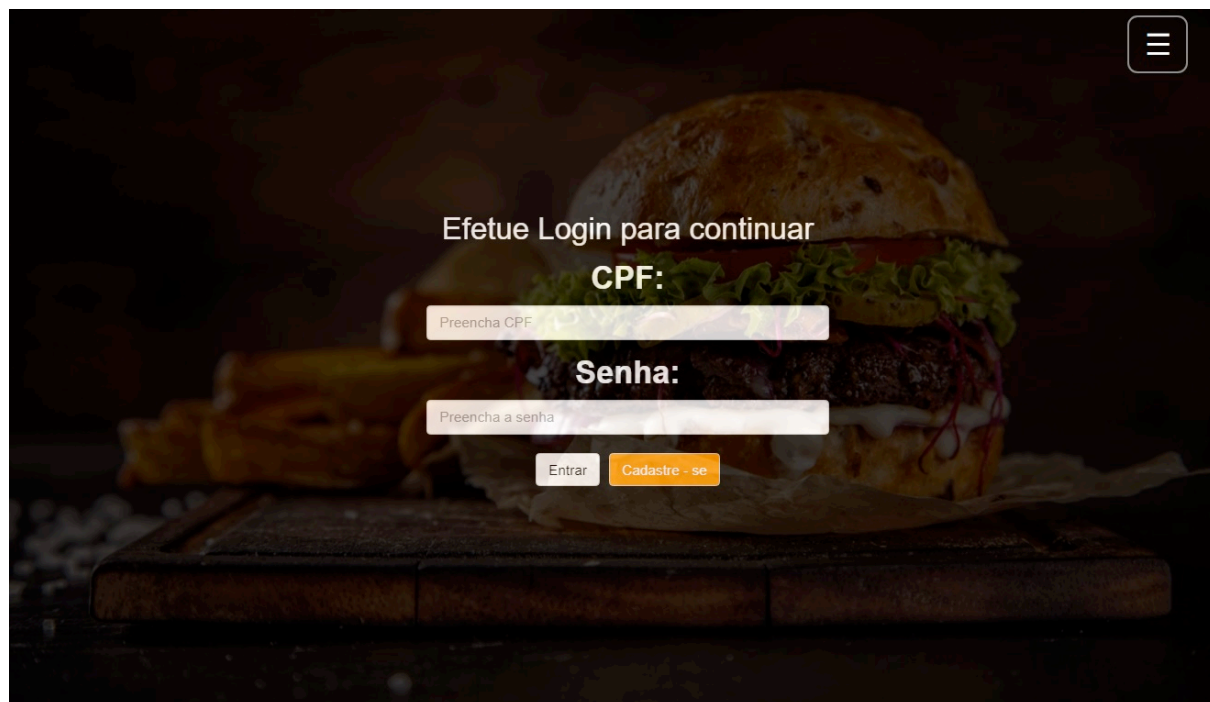 ☰
Efetue Login para continuar
CPF:
Preencha CPF
Senha:
Preencha a senha
Entrar Cadastre - se